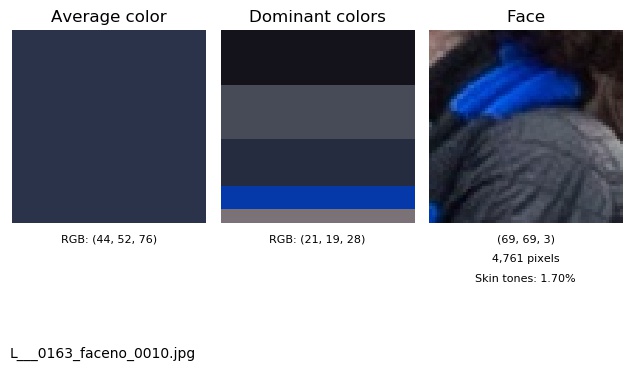 Average color
Dominant colors
Face
RGB: (44, 52, 76)
RGB: (21, 19, 28)
(69, 69, 3)
4,761 pixels
Skin tones: 1.70%
L___0163_faceno_0010.jpg